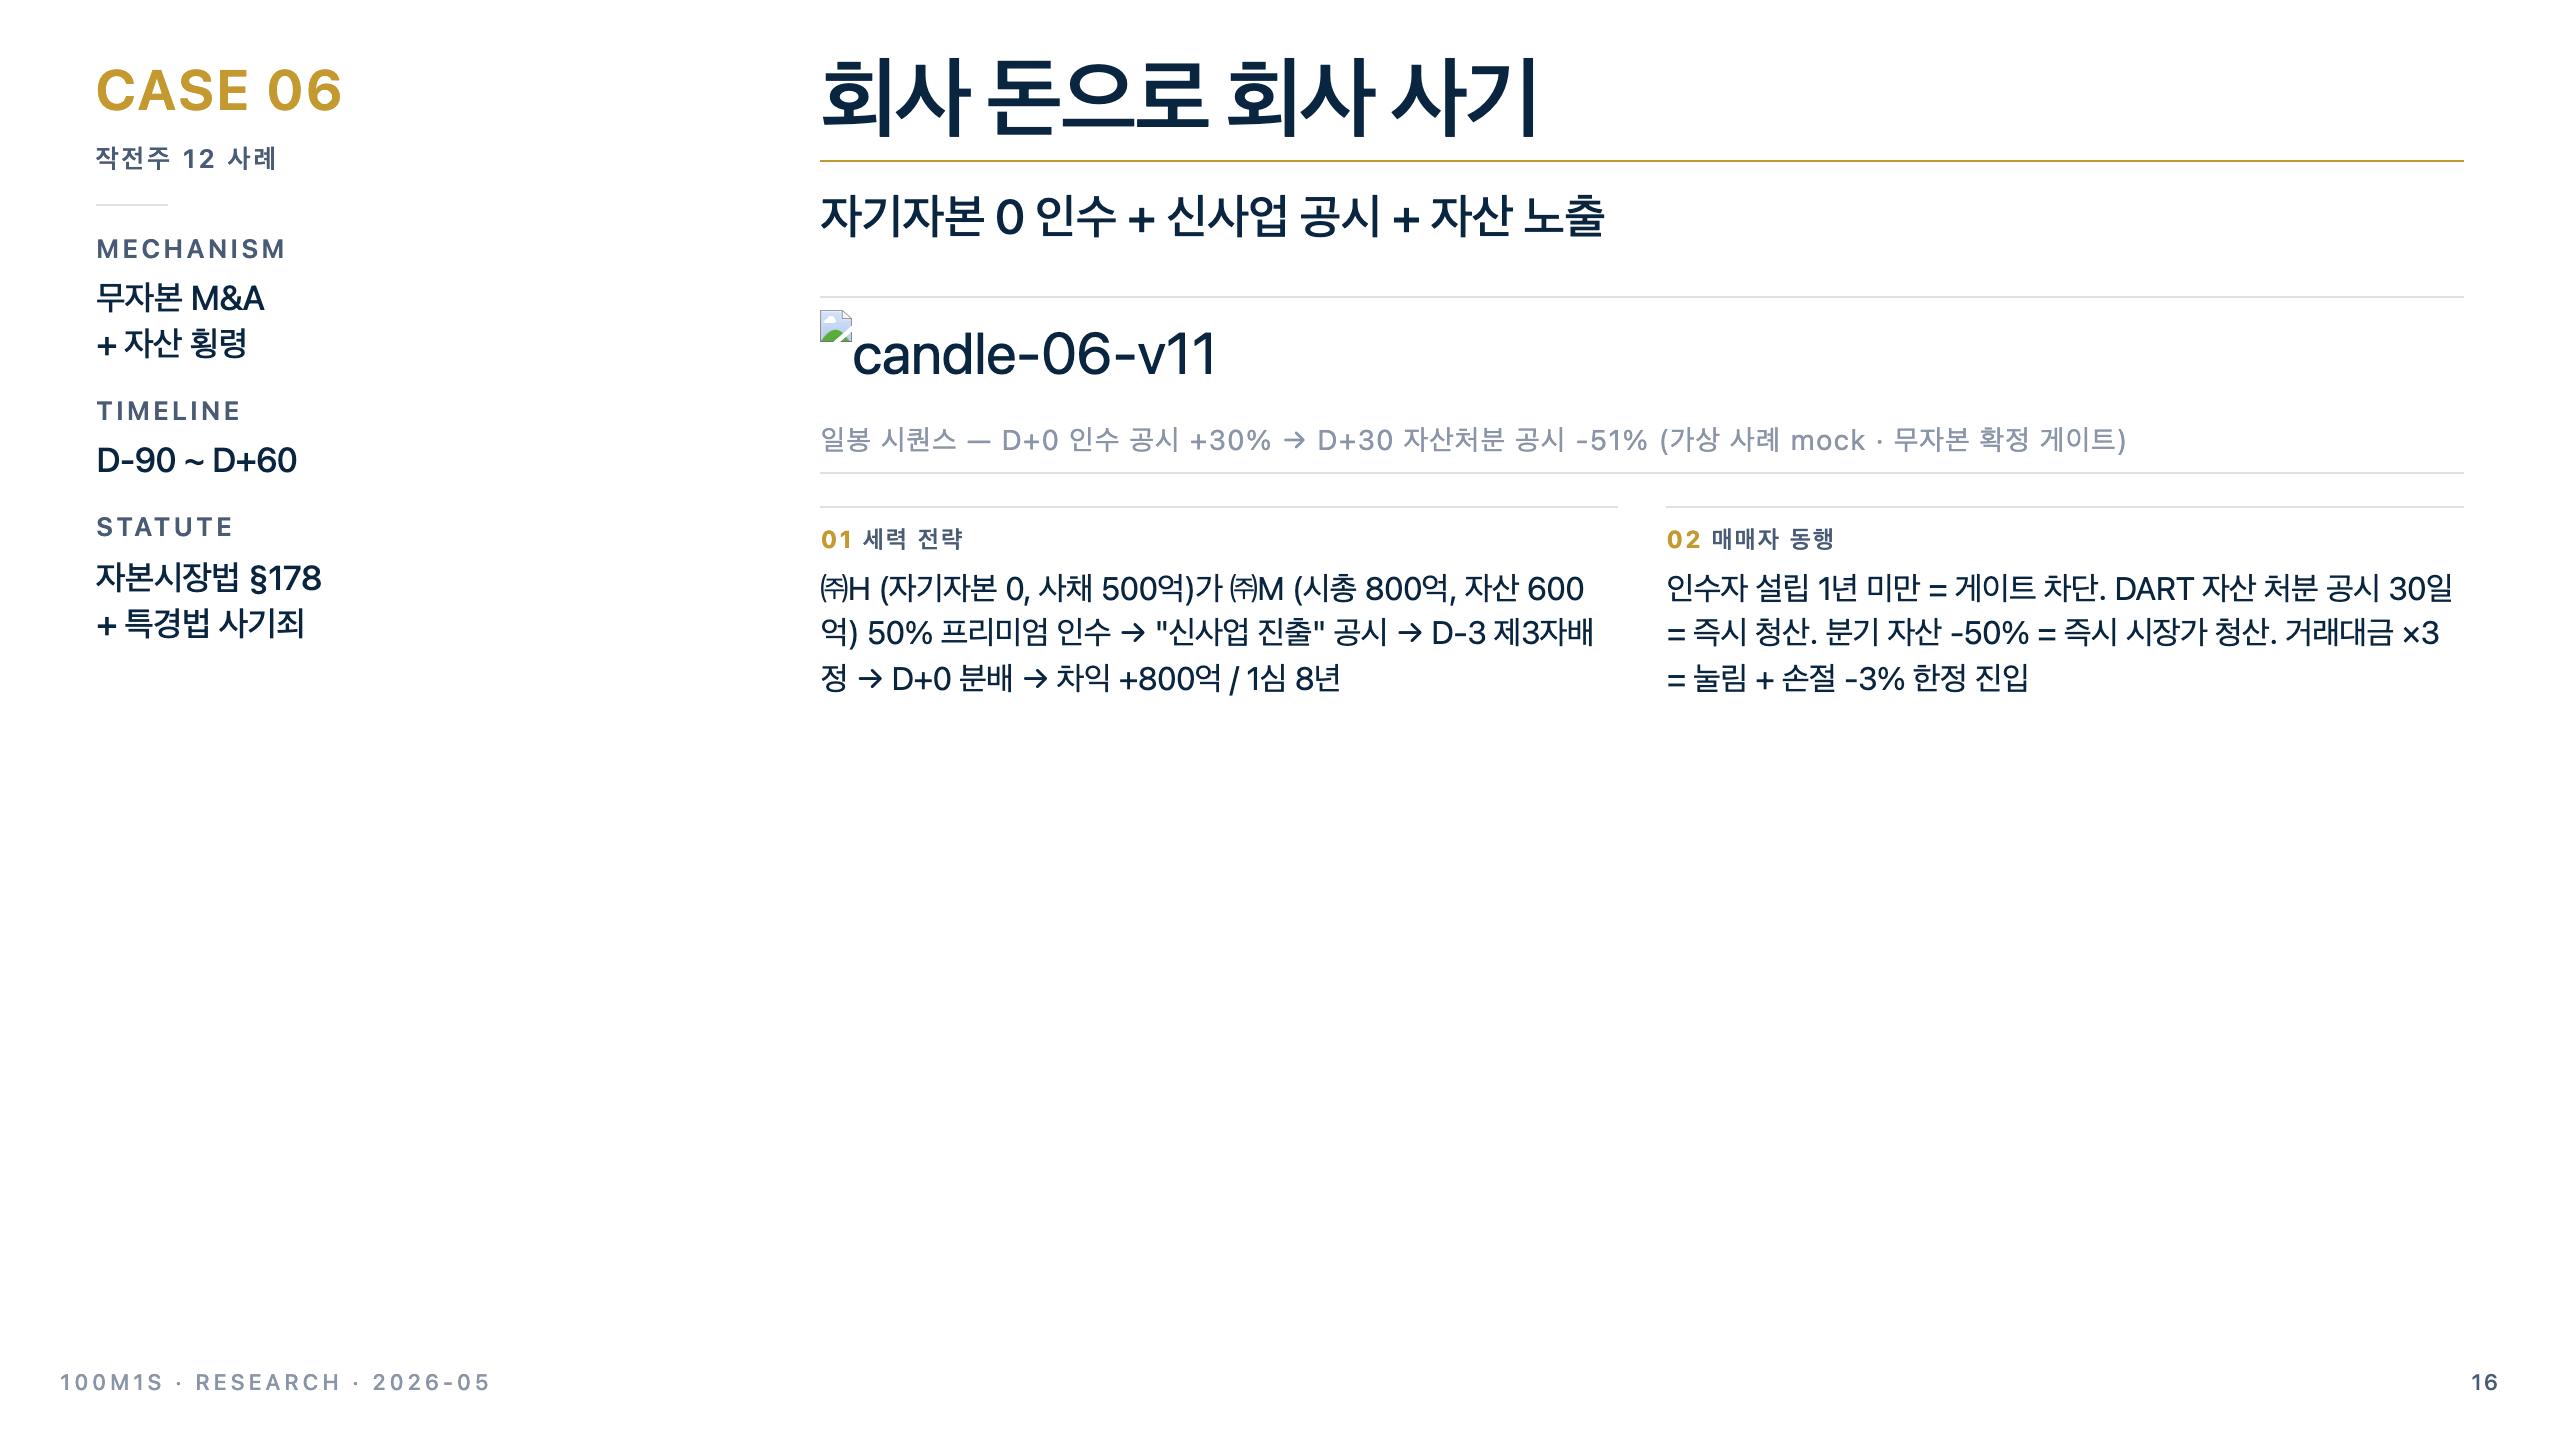 CASE 06
작전주 12 사례
MECHANISM
무자본 M&A
+ 자산 횡령
TIMELINE
D-90 ~ D+60
STATUTE
자본시장법 §178
+ 특경법 사기죄
회사 돈으로 회사 사기
자기자본 0 인수 + 신사업 공시 + 자산 노출
candle-06-v11
일봉 시퀀스 — D+0 인수 공시 +30% → D+30 자산처분 공시 -51% (가상 사례 mock · 무자본 확정 게이트)
01 세력 전략
㈜H (자기자본 0, 사채 500억)가 ㈜M (시총 800억, 자산 600
억) 50% 프리미엄 인수 → "신사업 진출" 공시 → D-3 제3자배
정 → D+0 분배 → 차익 +800억 / 1심 8년
02 매매자 동행
인수자 설립 1년 미만 = 게이트 차단. DART 자산 처분 공시 30일
= 즉시 청산. 분기 자산 -50% = 즉시 시장가 청산. 거래대금 ×3
= 눌림 + 손절 -3% 한정 진입
100M1S · RESEARCH · 2026-05
16